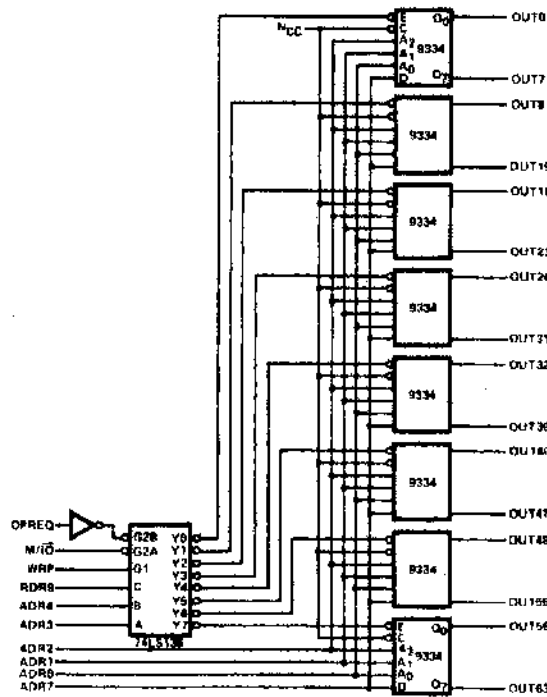 E
Q0
OUT0
VCC
C
A2
A1
9334
A0
D
Q7
OUT7
OUT8
9334
OUT15
OUT16
9334
OUT23
OUT24
9334
OUT31
OUT32
9334
OUT39
OUT40
9334
OUT47
OPREQ
G2B
Y0
OUT48
M/IO
G2A
Y1
WRP
G1
Y2
9334
Y3
C
Y4
ADR4
B
Y5
Y6
OUT55
ADR3
A
Y7
E
Q0
OUT56
74LS138
C
ADR2
A2
ADR1
A1
9334
ADR0
A0
ADR7
D
Q7
OUT63